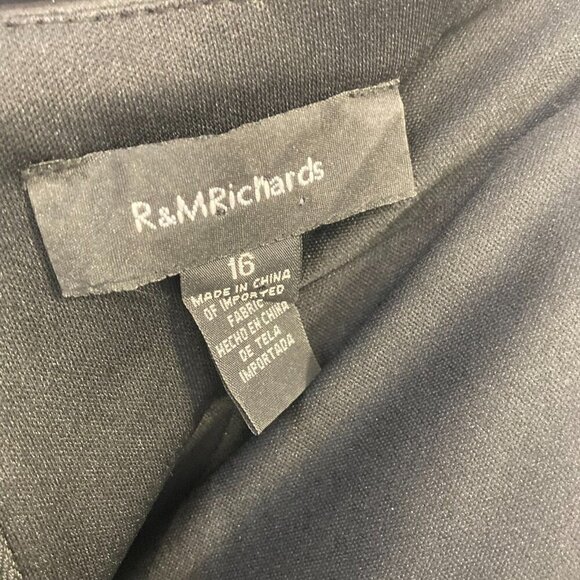 R&MRichards
16
MADE IN CHINA
OF IMPORTED
FABRIC
HECHO EN CHINA
DE TELA
IMPORTADA